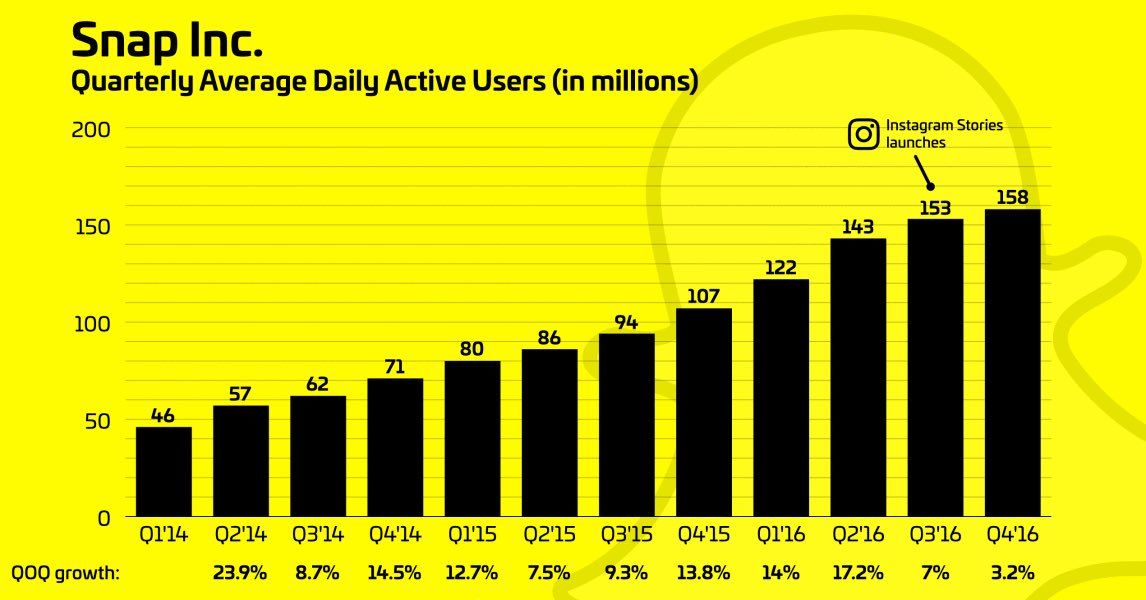 Snap Inc.
Quarterly Average Daily Active Users (in millions)
200
Instagram Stories
launches
150
100
50
0
46
57
62
71
80
86
94
107
122
143
153
158
Q1'14 Q2'14 Q3'14 Q4'14 Q1'15 Q2'15 Q3'15 Q4'15 Q1'16 Q2'16 Q3'16 Q4'16
QOQ growth: 23.9% 8.7% 14.5% 12.7% 7.5% 9.3% 13.8% 14% 17.2% 7% 3.2%